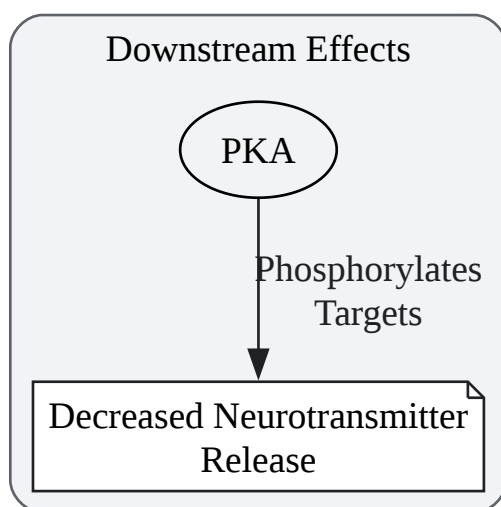 Downstream Effects
PKA
Phosphorylates
Targets
Decreased Neurotransmitter
Release